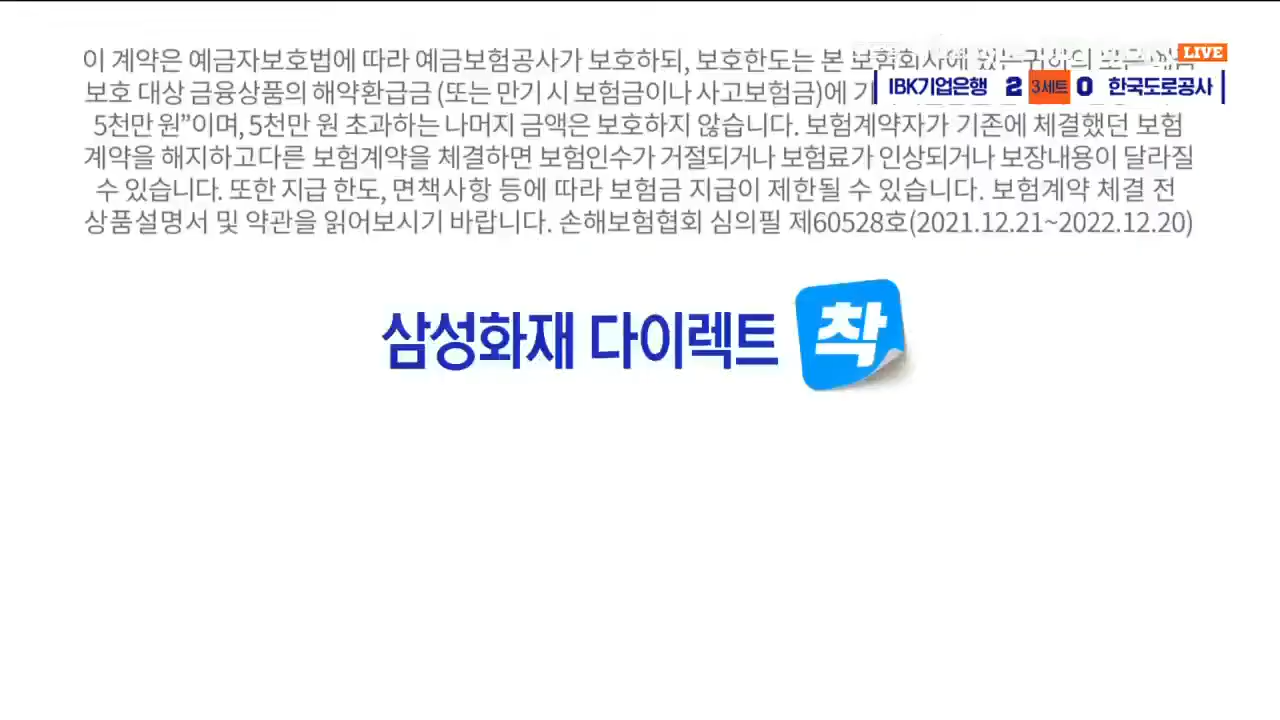 이 계약은 예금자보호법에 따라 예금보험공사가 보호하되, 보호한도는 본 보험회사에 있는 귀하의 모든 예금
LIVE
보호 대상 금융상품의 해약환급금 (또는 만기 시 보험금이나 사고보험금)에 기
IBK기업은행 2 3세트 0 한국도로공사
5천만 원”이며, 5천만 원 초과하는 나머지 금액은 보호하지 않습니다. 보험계약자가 기존에 체결했던 보험
계약을 해지하고다른 보험계약을 체결하면 보험인수가 거절되거나 보험료가 인상되거나 보장내용이 달라질
수 있습니다. 또한 지급 한도, 면책사항 등에 따라 보험금 지급이 제한될 수 있습니다. 보험계약 체결 전
상품설명서 및 약관을 읽어보시기 바랍니다. 손해보험협회 심의필 제60528호(2021.12.21~2022.12.20)
삼성화재 다이렉트 착